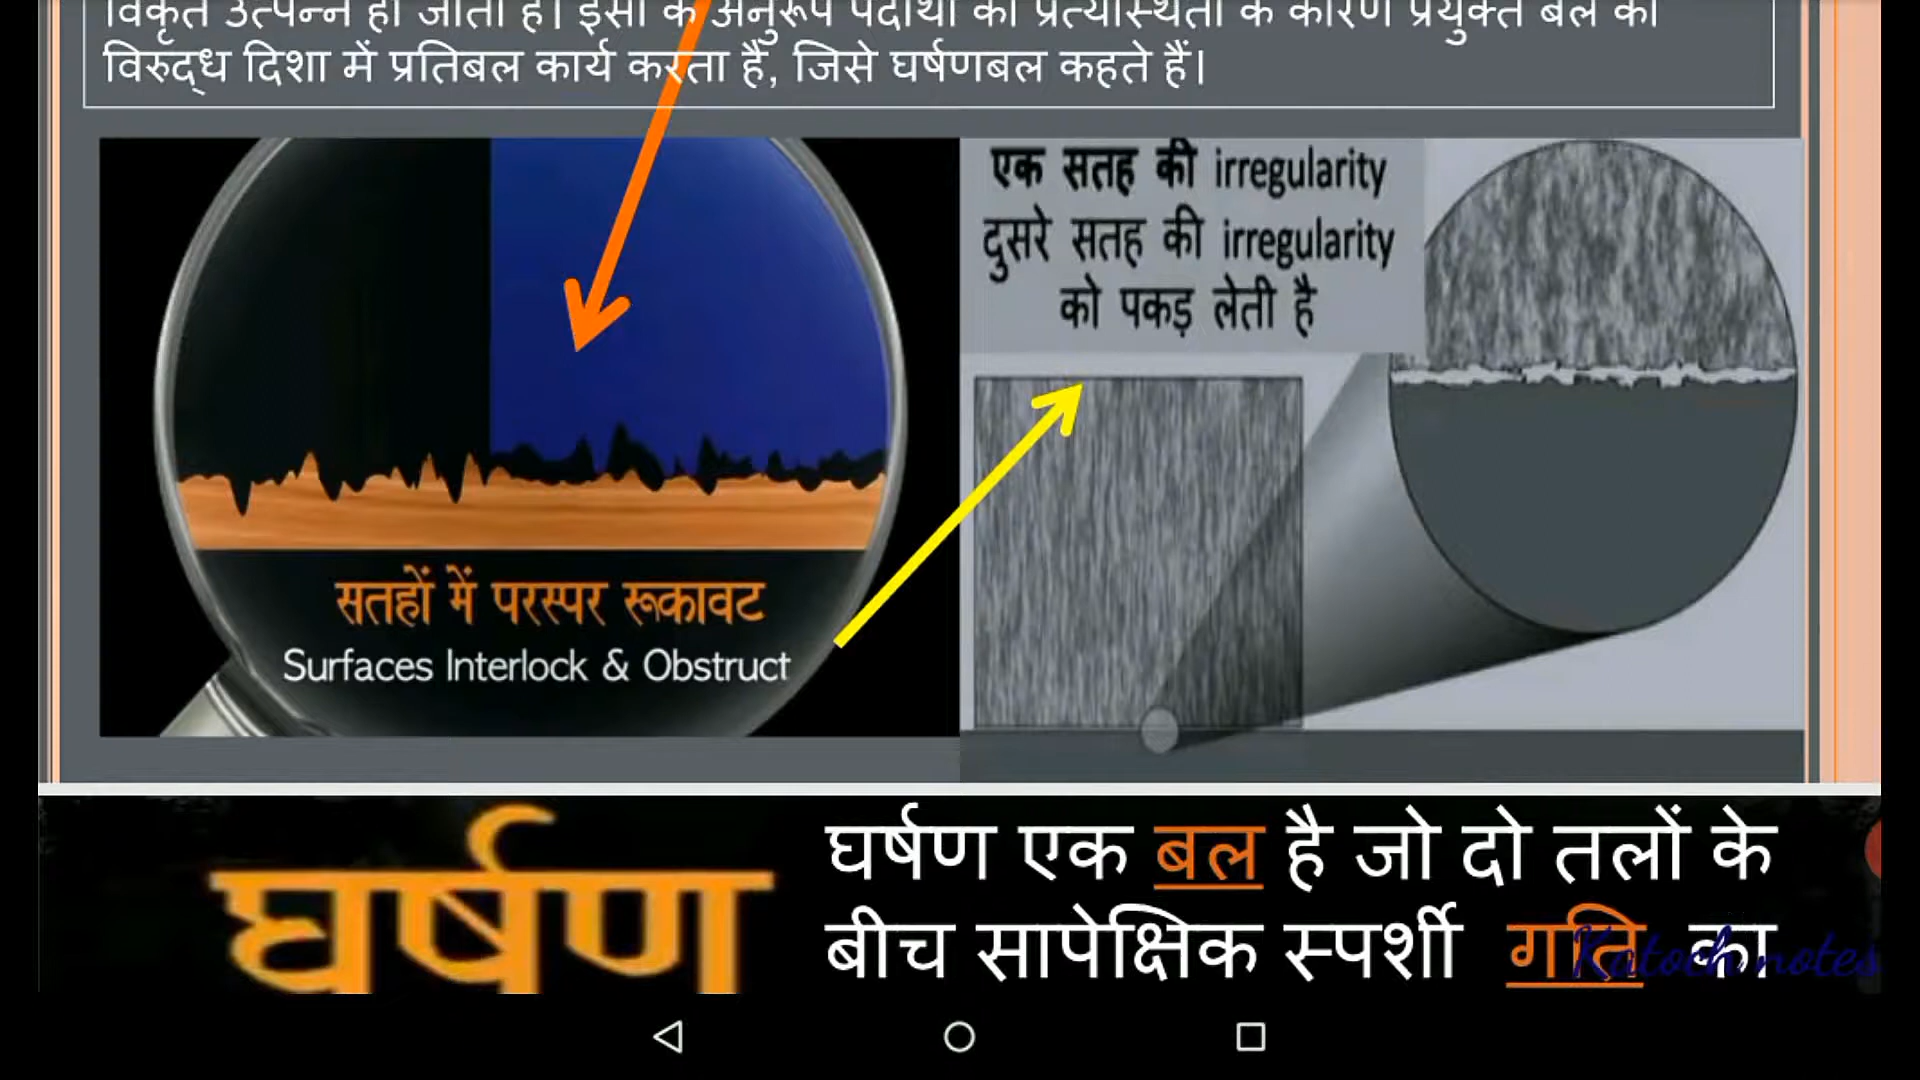 विकृत उत्पन्न हो जाती है। इसी के अनुरूप पदार्थो की प्रत्यास्थता के कारण प्रयुक्त बल की
विरुद्ध दिशा में प्रतिबल कार्य करता है, जिसे घर्षणबल कहते हैं।
एक सतह की irregularity
दुसरे सतह की irregularity
को पकड़ लेती है
सतहों में परस्पर रूकावट
Surfaces Interlock & Obstruct
घर्षण
घर्षण एक बल है जो दो तलों के
बीच सापेक्षिक स्पर्शी गति का
Katoch notes